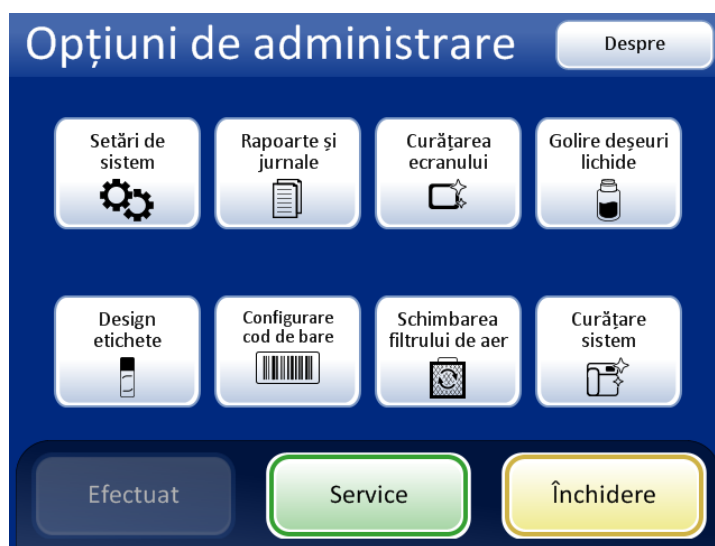 Opțiuni de administrare
Despre
Setări de
sistem
Rapoarte și
jurnale
Curățarea
ecranului
Golire deșeuri
lichide
Design
etichete
Configurare
cod de bare
Schimbarea
filtrului de aer
Curățare
sistem
Efectuat
Service
Închidere